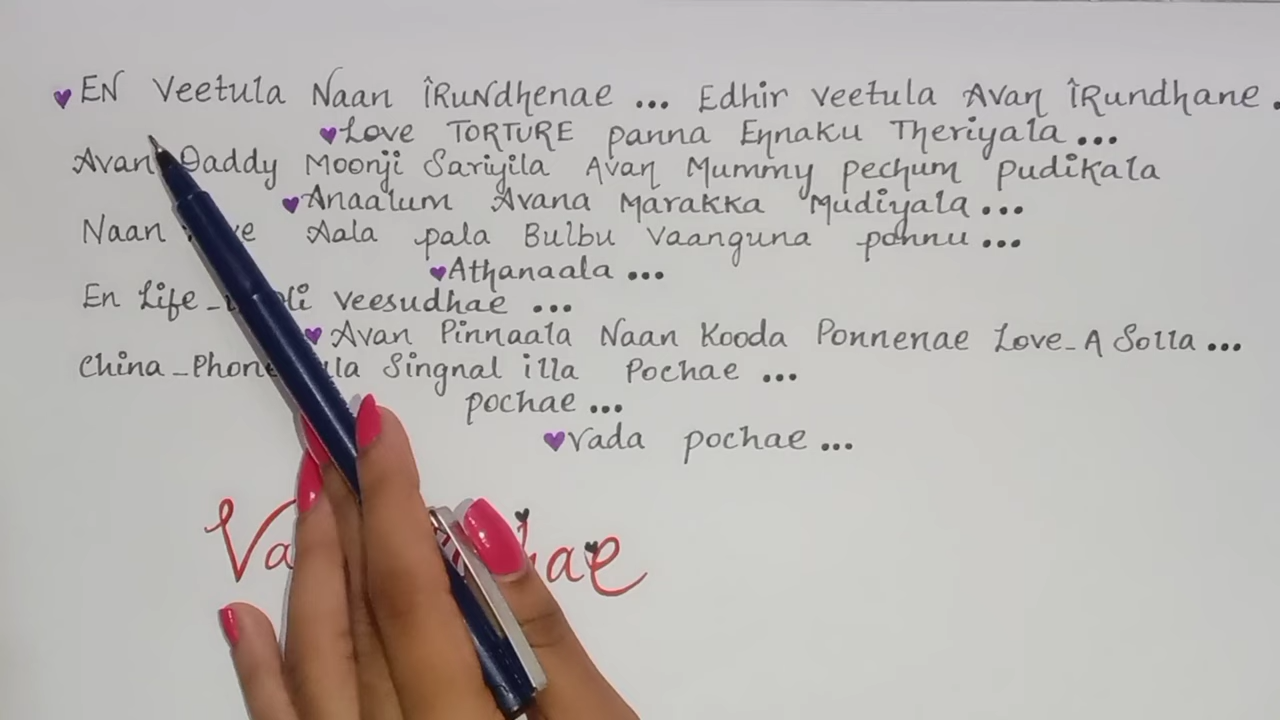 EN Veetula Naan iRuNdhenae ... Edhir veetula Avan iRundhane .
Love TORTURE panna Ennaku Theriyala ...
Avan Daddy Moonji Sariyila Avan Mummy pechum pudikala
Anaalum Avana Marakka Mudiyala ...
Naan Aala pala Bulbu Vaanguna ponnu ...
Athanaala ...
En Life veesudhae ...
Avan Pinnaala Naan Kooda Ponnenae Love_A Solla ...
China_Phone Singnal illa Pochae ...
pochae ...
Vada pochae ...